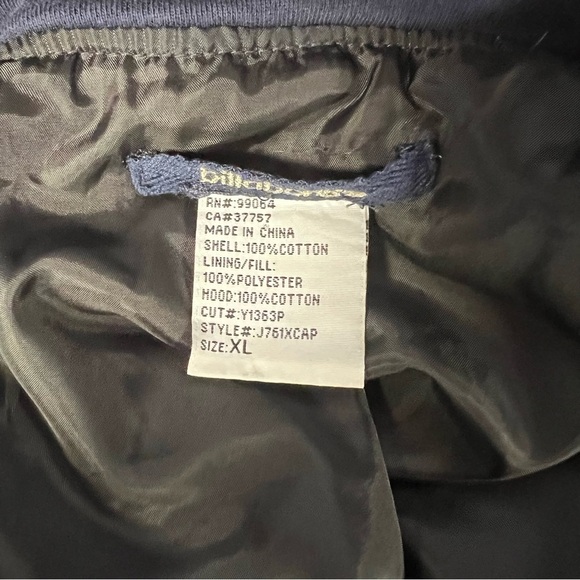 billabong
RN#:99064
CA#37757
MADE IN CHINA
SHELL:100%COTTON
LINING/FILL:
100%POLYESTER
HOOD:100%COTTON
CUT#:Y1363P
STYLE#:J761XCAP
SIZE:XL